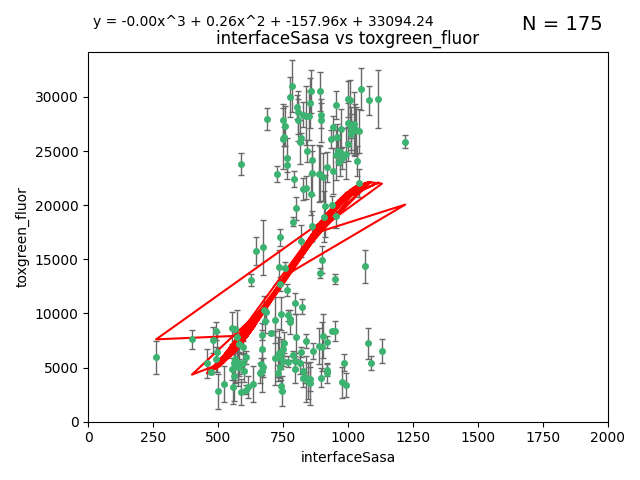 y = -0.00x^3 + 0.26x^2 + -157.96x + 33094.24
N = 175
interfaceSasa vs toxgreen_fluor
toxgreen_fluor
30000
25000
20000
15000
10000
5000
0
0 250 500 750 1000 1250 1500 1750 2000
interfaceSasa